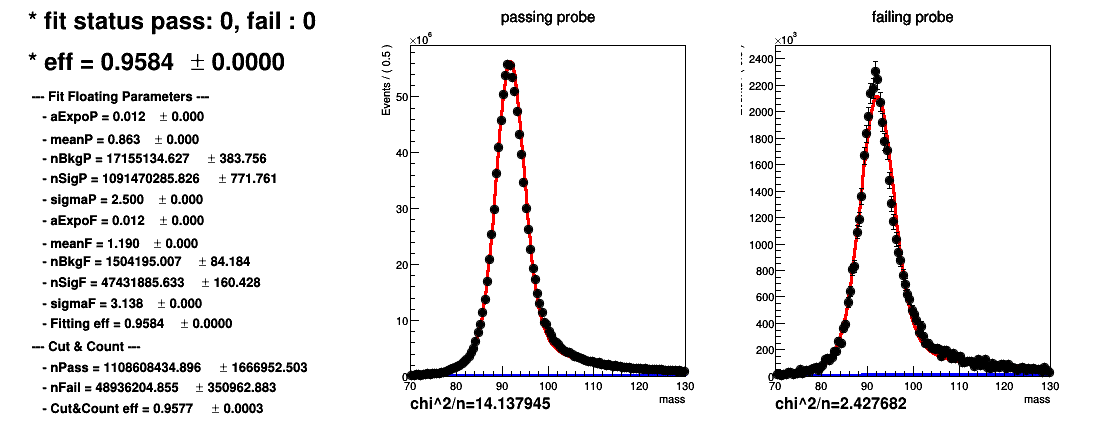 * fit status pass: 0, fail : 0
* eff = 0.9584 ± 0.0000
--- Fit Floating Parameters ---
- aExpoP = 0.012 ± 0.000
- meanP = 0.863 ± 0.000
- nBkgP = 17155134.627 ± 383.756
- nSigP = 1091470285.826 ± 771.761
- sigmaP = 2.500 ± 0.000
- aExpoF = 0.012 ± 0.000
- meanF = 1.190 ± 0.000
- nBkgF = 1504195.007 ± 84.184
- nSigF = 47431885.633 ± 160.428
- sigmaF = 3.138 ± 0.000
- Fitting eff = 0.9584 ± 0.0000
--- Cut & Count ---
- nPass = 1108608434.896 ± 1666952.503
- nFail = 48936204.855 ± 350962.883
- Cut&Count eff = 0.9577 ± 0.0003
passing probe
×10⁶
Events / ( 0.5 )
50
40
30
20
10
0
70 80 90 100 110 120 130
mass
chi^2/n=14.137945
failing probe
×10³
2400
2200
2000
1800
1600
1400
1200
1000
800
600
400
200
0
70 80 90 100 110 120 130
mass
chi^2/n=2.427682